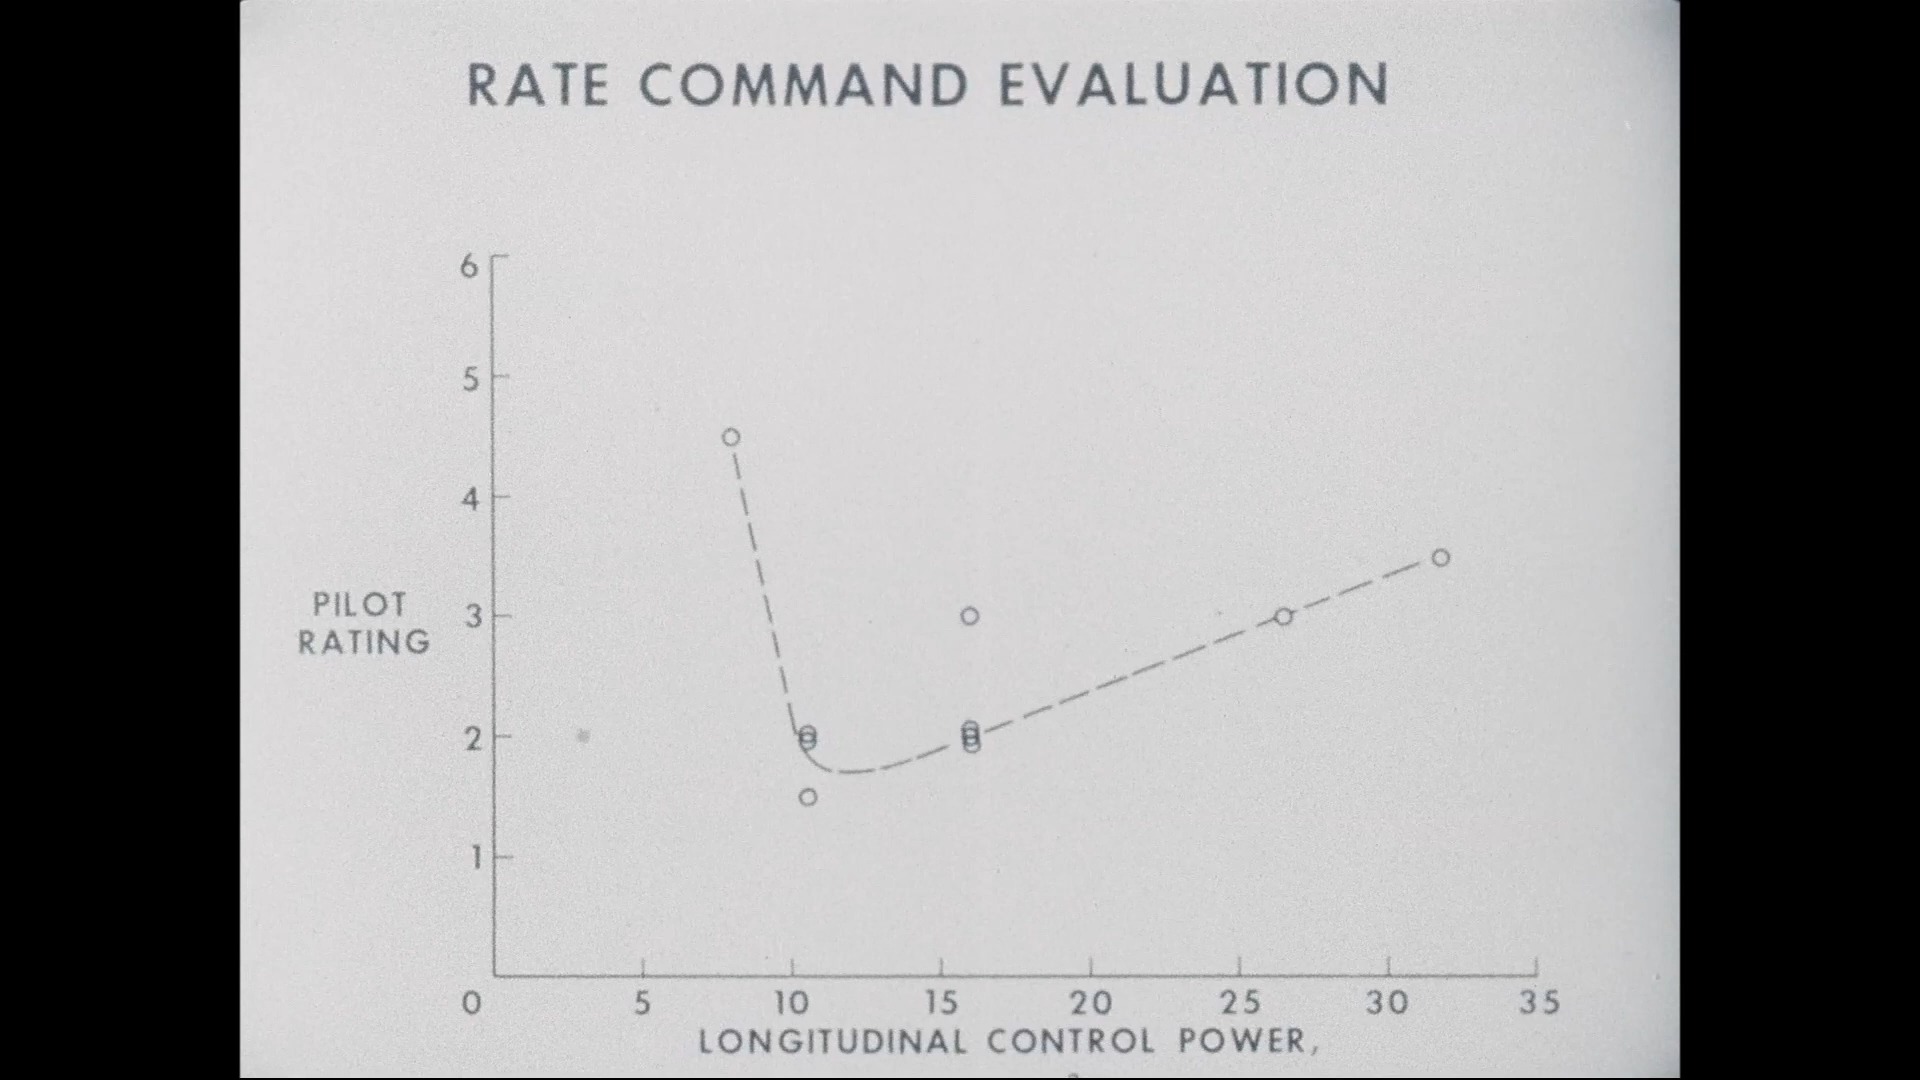 RATE COMMAND EVALUATION
6
5
4
PILOT
RATING
3
2
1
0 5 10 15 20 25 30 35
LONGITUDINAL CONTROL POWER,